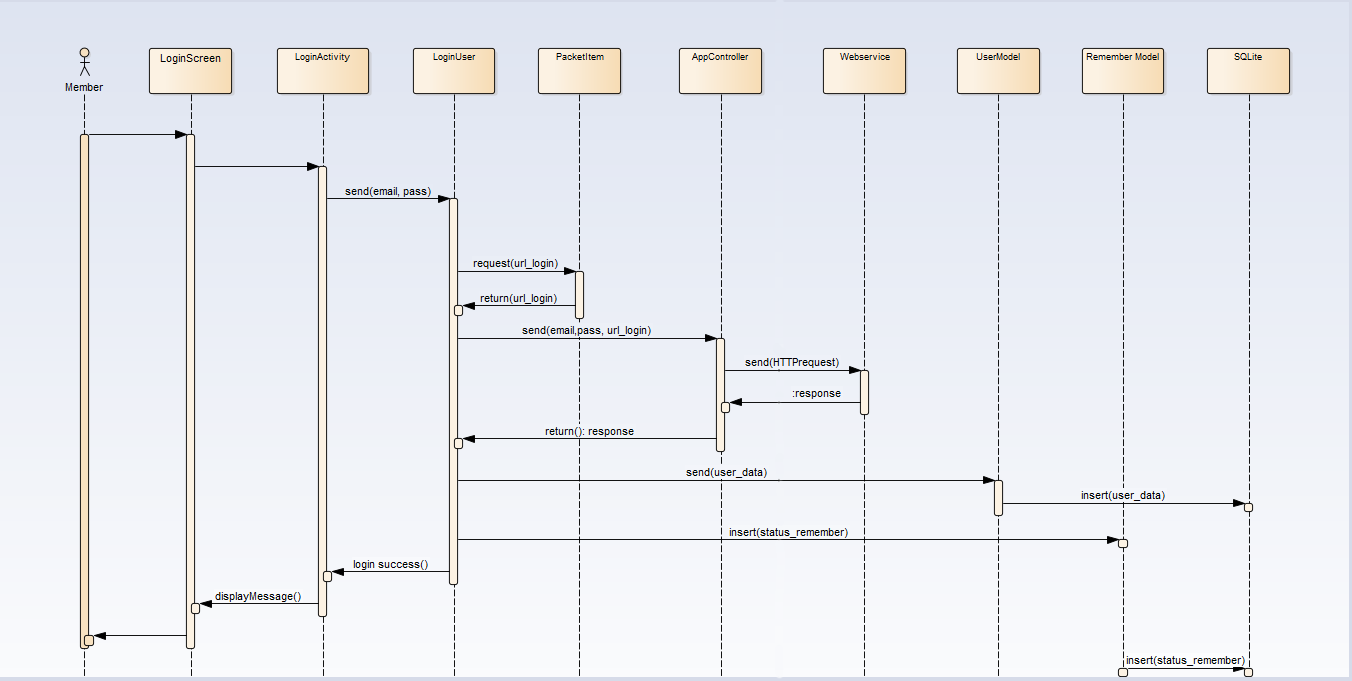 Member
LoginScreen
LoginActivity
LoginUser
PacketItem
AppController
Webservice
UserModel
Remember Model
SQLite
send(email, pass)
request(url_login)
return(url_login)
send(email,pass, url_login)
send(HTTPrequest)
:response
return(): response
send(user_data)
insert(user_data)
insert(status_remember)
login success()
displayMessage()
insert(status_remember)